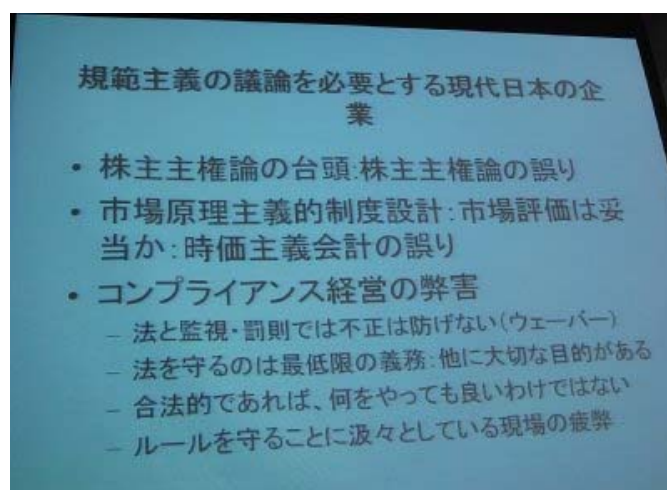 規範主義の議論を必要とする現代日本の企
業
• 株主主権論の台頭:株主主権論の誤り
• 市場原理主義的制度設計:市場評価は妥
当か:時価主義会計の誤り
• コンプライアンス経営の弊害
– 法と監視・罰則では不正は防げない(ウェーバー)
– 法を守るのは最低限の義務:他に大切な目的がある
– 合法的であれば、何をやっても良いわけではない
– ルールを守ることに汲々としている現場の疲弊